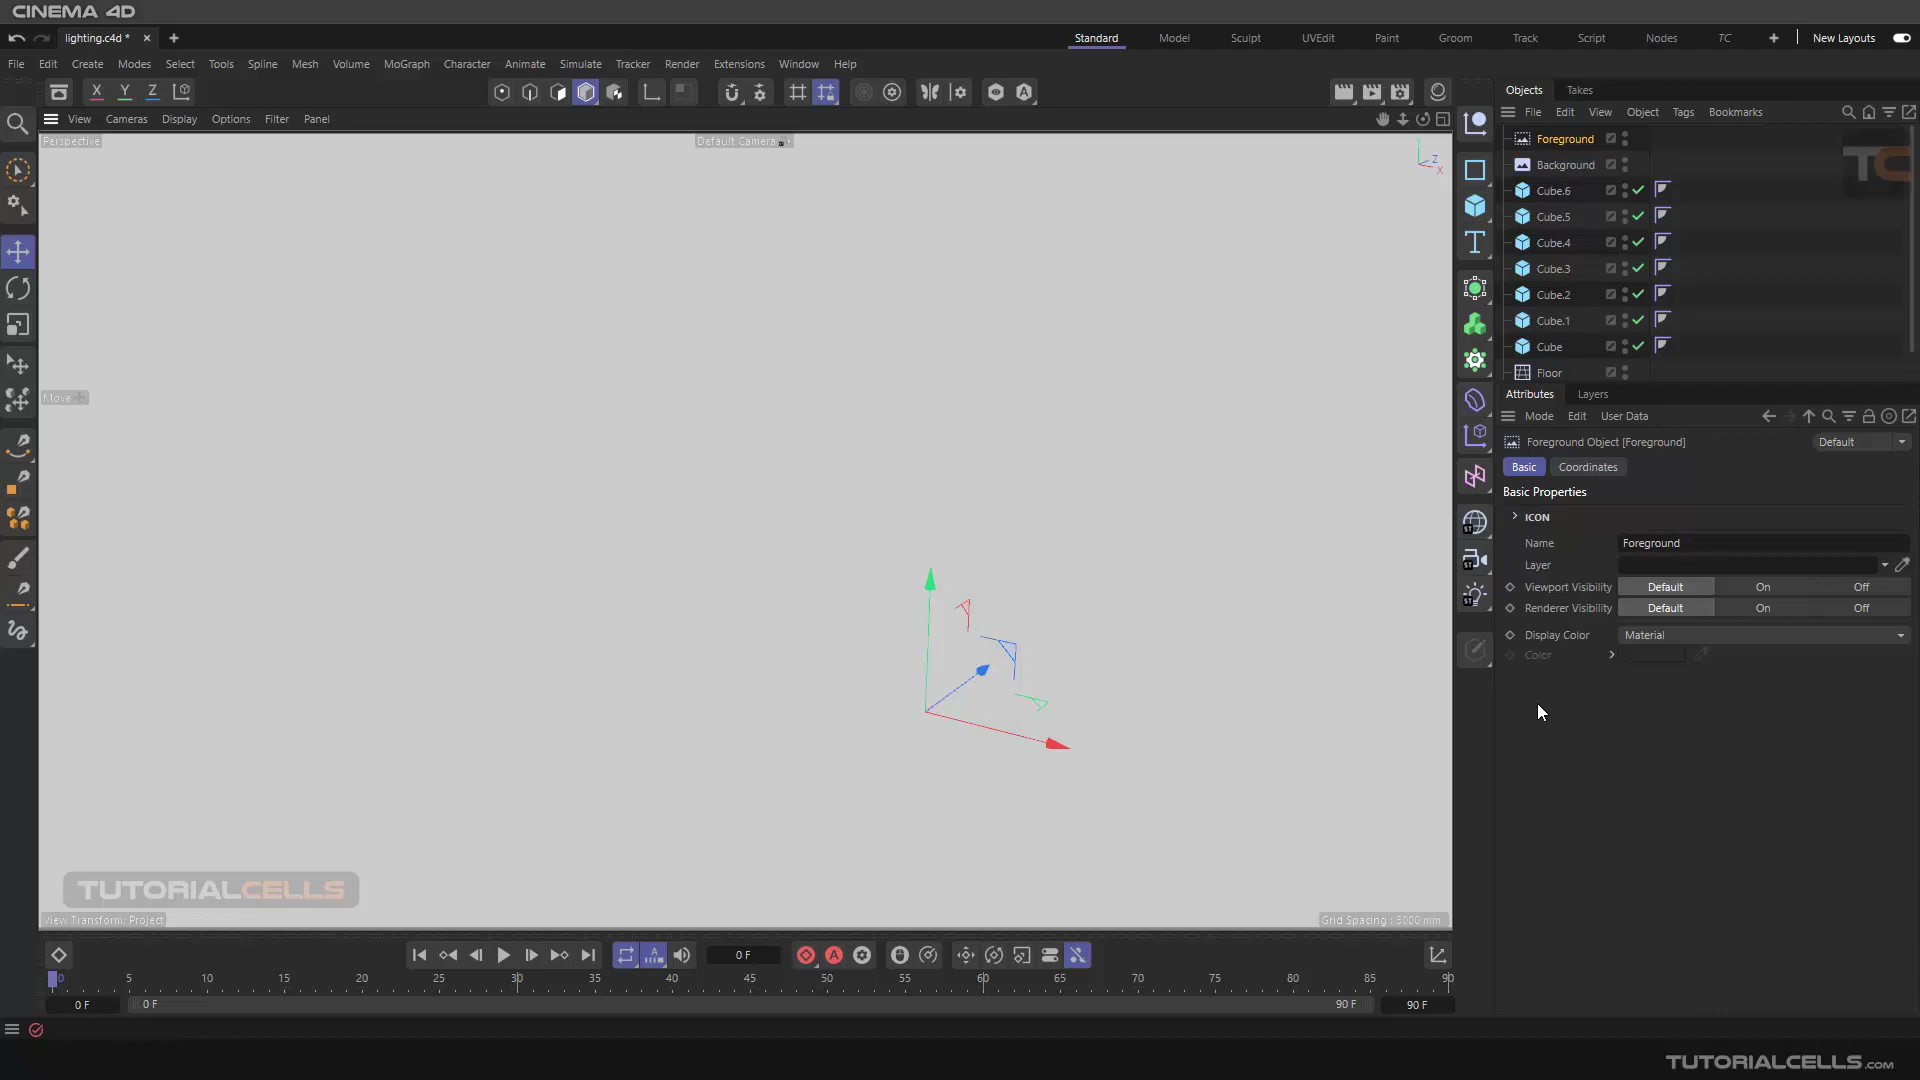 CINEMA 4D
lighting.c4d *
Standard
Model
Sculpt
UVEdit
Paint
Groom
Track
Script
Nodes
TC
New Layouts
File Edit Create Modes Select Tools Spline Mesh Volume MoGraph Character Animate Simulate Tracker Render Extensions Window Help
X Y Z
Objects Takes
File Edit View Object Tags Bookmarks
View Cameras Display Options Filter Panel
Perspective
Default Camera
Y
Z
X
Move
View Transform: Project
Grid Spacing : 5000 mm
TUTORIALCELLS
Foreground
Background
Cube.6
Cube.5
Cube.4
Cube.3
Cube.2
Cube.1
Cube
Floor
TC
Attributes Layers
Mode Edit User Data
Foreground Object [Foreground]
Default
Basic Coordinates
Basic Properties
ICON
Name Foreground
Layer
Viewport Visibility Default On Off
Renderer Visibility Default On Off
Display Color Material
Color
ST
ST
ST
0 F
0 5 10 15 20 25 30 35 40 45 50 55 60 65 70 75 80 85 90
0 F 0 F 90 F 90 F
TUTORIALCELLS.com